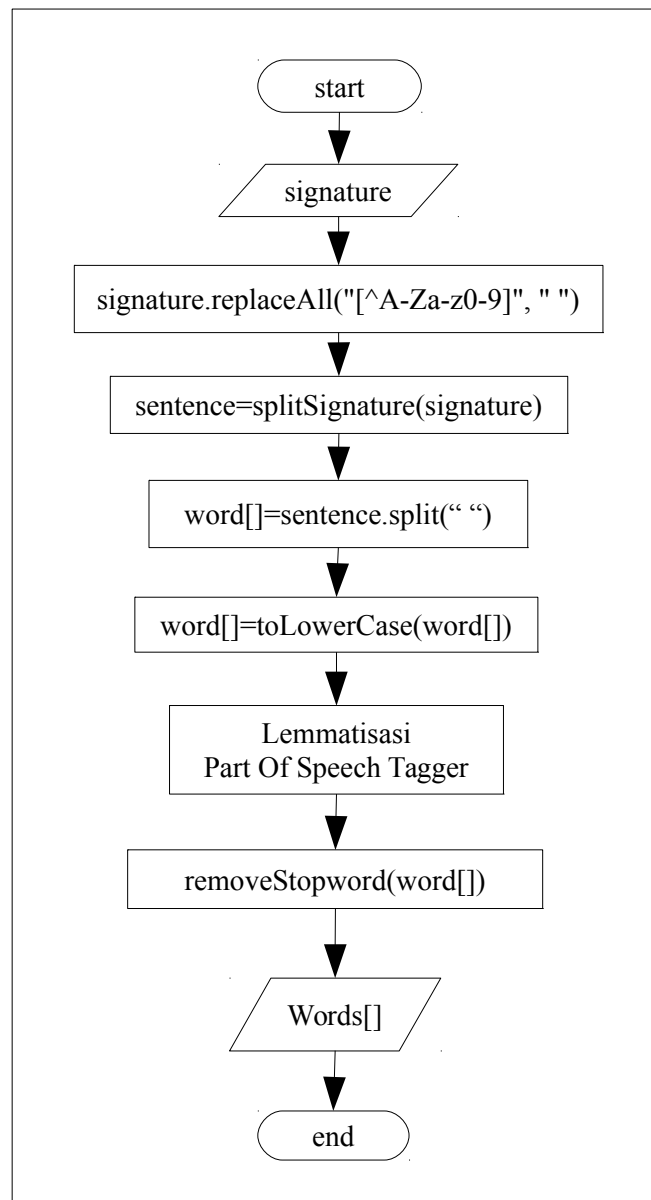 start
signature
signature.replaceAll("[^A-Za-z0-9]", " ")
sentence=splitSignature(signature)
word[]=sentence.split(“ “)
word[]=toLowerCase(word[])
Lemmatisasi
Part Of Speech Tagger
removeStopword(word[])
Words[]
end